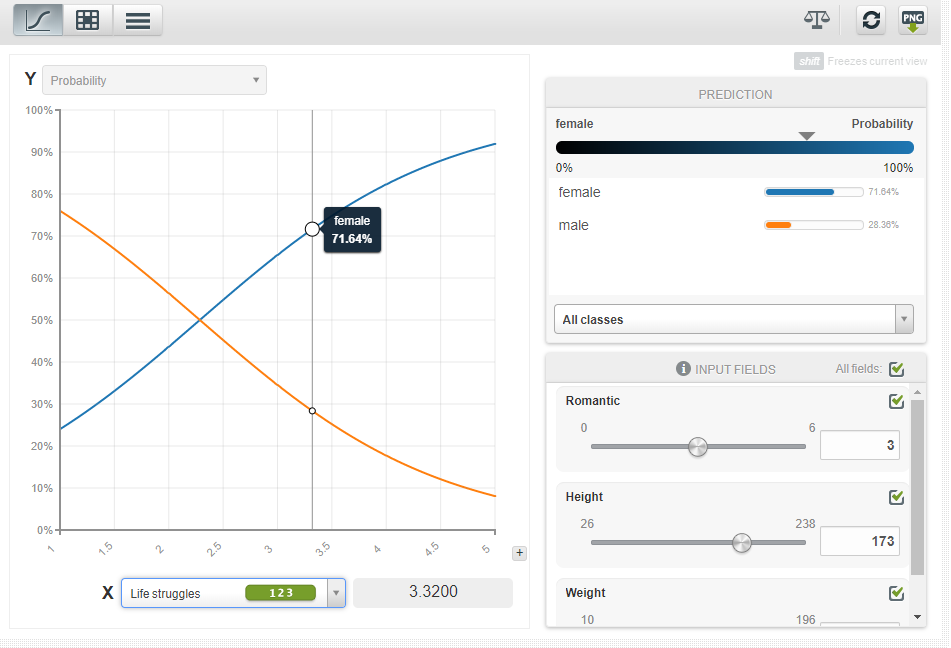 PNG
shift Freezes current view
Y Probability
100%
90%
80%
70%
60%
50%
40%
30%
20%
10%
0%
female
71.64%
1 1.5 2 2.5 3 3.5 4 4.5 5
+
X Life struggles 123 3.3200
PREDICTION
female Probability
0% 100%
female 71.64%
male 28.36%
All classes
i INPUT FIELDS All fields:
Romantic
0 6
3
Height
26 238
173
Weight
10 196